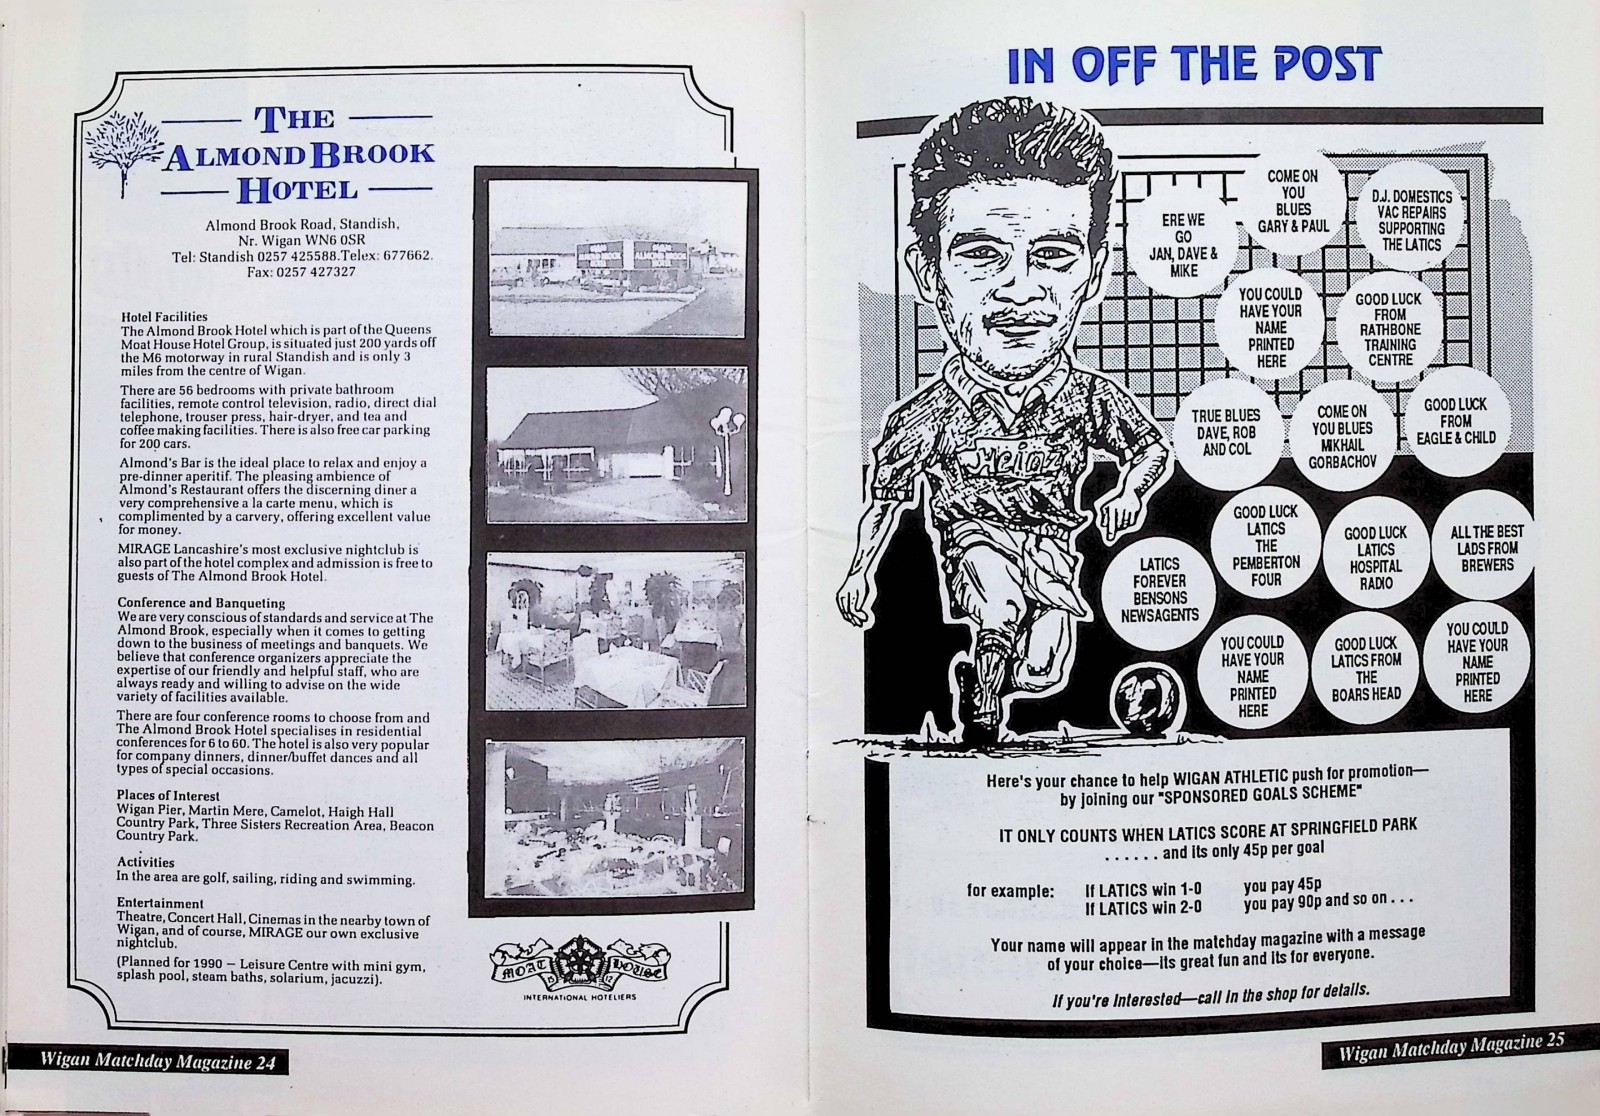 THE
ALMOND BROOK
HOTEL
Almond Brook Road, Standish,
Nr. Wigan WN6 0SR
Tel: Standish 0257 425588.Telex: 677662.
Fax: 0257 427327
Hotel Facilities
The Almond Brook Hotel which is part of the Queens
Moat House Hotel Group, is situated just 200 yards off
the M6 motorway in rural Standish and is only 3
miles from the centre of Wigan.
There are 56 bedrooms with private bathroom
facilities, remote control television, radio, direct dial
telephone, trouser press, hair-dryer, and tea and
coffee making facilities. There is also free car parking
for 200 cars.
Almond's Bar is the ideal place to relax and enjoy a
pre-dinner aperitif. The pleasing ambience of
Almond's Restaurant offers the discerning diner a
very comprehensive a la carte menu, which is
complimented by a carvery, offering excellent value
for money.
MIRAGE Lancashire's most exclusive nightclub is
also part of the hotel complex and admission is free to
guests of The Almond Brook Hotel.
Conference and Banqueting
We are very conscious of standards and service at The
Almond Brook, especially when it comes to getting
down to the business of meetings and banquets. We
believe that conference organizers appreciate the
expertise of our friendly and helpful staff, who are
always ready and willing to advise on the wide
variety of facilities available.
There are four conference rooms to choose from and
The Almond Brook Hotel specialises in residential
conferences for 6 to 60. The hotel is also very popular
for company dinners, dinner/buffet dances and all
types of special occasions.
Places of Interest
Wigan Pier, Martin Mere, Camelot, Haigh Hall
Country Park, Three Sisters Recreation Area, Beacon
Country Park.
Activities
In the area are golf, sailing, riding and swimming.
Entertainment
Theatre, Concert Hall, Cinemas in the nearby town of
Wigan, and of course, MIRAGE our own exclusive
nightclub.
(Planned for 1990 — Leisure Centre with mini gym,
splash pool, steam baths, solarium, jacuzzi).
MOAT HOUSE
INTERNATIONAL HOTELIERS
Wigan Matchday Magazine 24
IN OFF THE POST
ERE WE
GO
JAN, DAVE &
MIKE
COME ON
YOU
BLUES
GARY & PAUL
D.J. DOMESTICS
VAC REPAIRS
SUPPORTING
THE LATICS
YOU COULD
HAVE YOUR
NAME
PRINTED
HERE
GOOD LUCK
FROM
RATHBONE
TRAINING
CENTRE
TRUE BLUES
DAVE, ROB
AND COL
COME ON
YOU BLUES
MIKHAIL
GORBACHOV
GOOD LUCK
FROM
EAGLE & CHILD
HEINZ
LATICS
FOREVER
BENSONS
NEWSAGENTS
GOOD LUCK
LATICS
THE
PEMBERTON
FOUR
GOOD LUCK
LATICS
HOSPITAL
RADIO
ALL THE BEST
LADS FROM
BREWERS
YOU COULD
HAVE YOUR
NAME
PRINTED
HERE
GOOD LUCK
LATICS FROM
THE
BOARS HEAD
YOU COULD
HAVE YOUR
NAME
PRINTED
HERE
Here's your chance to help WIGAN ATHLETIC push for promotion—
by joining our "SPONSORED GOALS SCHEME"
IT ONLY COUNTS WHEN LATICS SCORE AT SPRINGFIELD PARK
. . . . . . and its only 45p per goal
for example: If LATICS win 1-0 you pay 45p
If LATICS win 2-0 you pay 90p and so on . . .
Your name will appear in the matchday magazine with a message
of your choice—its great fun and its for everyone.
If you're Interested—call in the shop for details.
Wigan Matchday Magazine 25